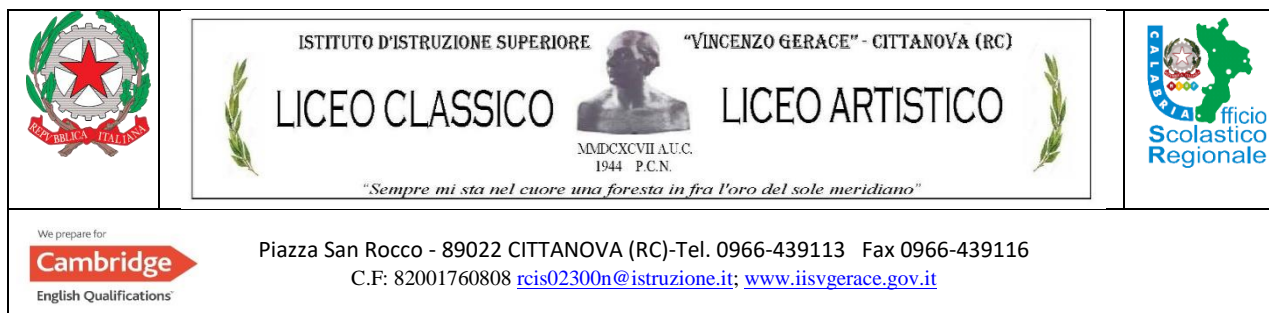 REPVBBLICA ITALIANA
ISTITUTO D'ISTRUZIONE SUPERIORE "VINCENZO GERACE" - CITTANOVA (RC)
LICEO CLASSICO LICEO ARTISTICO
MMDCXCVII A.U.C.
1944 P.C.N.
"Sempre mi sta nel cuore una foresta in fra l'oro del sole meridiano"
CALABRIA
Ufficio
Scolastico
Regionale
We prepare for
Cambridge
English Qualifications
Piazza San Rocco - 89022 CITTANOVA (RC)-Tel. 0966-439113 Fax 0966-439116
C.F: 82001760808 rcis02300n@istruzione.it; www.iisvgerace.gov.it